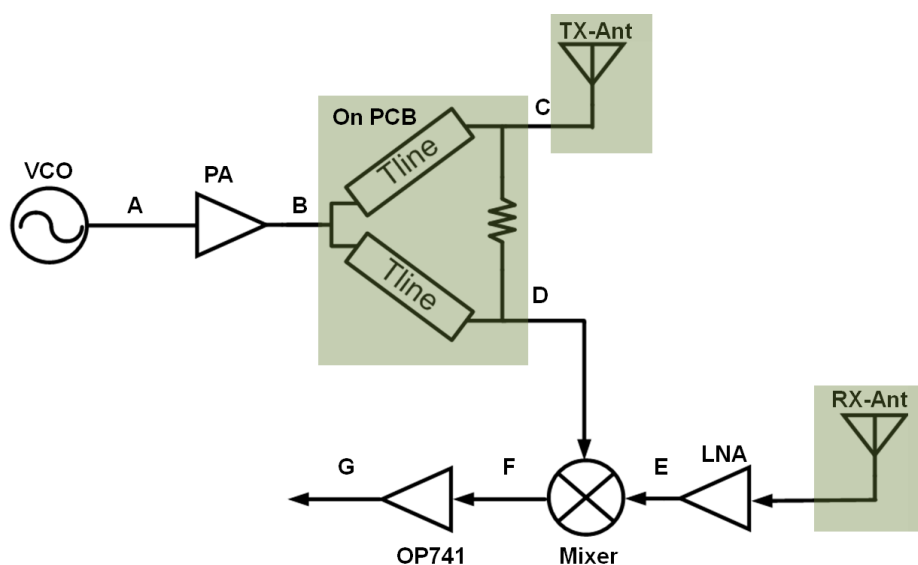 TX-Ant
On PCB
C
Tline
VCO
PA
A
B
Tline
D
RX-Ant
LNA
G
F
E
OP741
Mixer